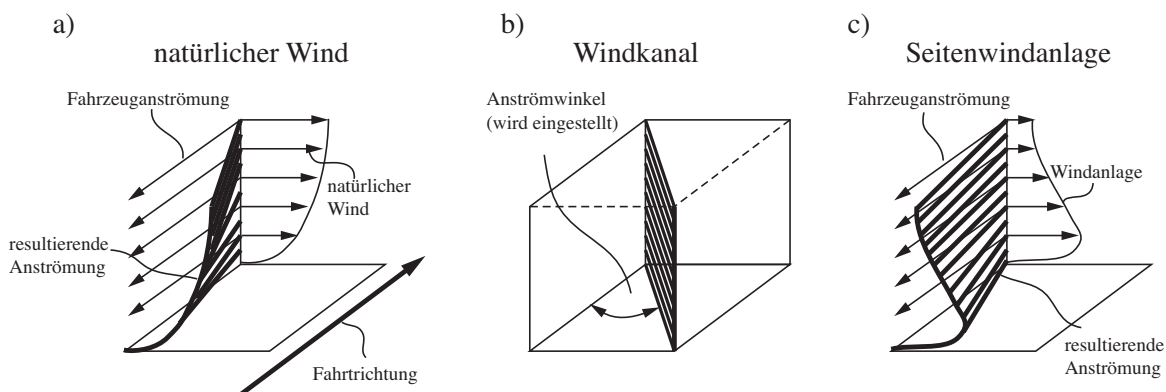 a)
natürlicher Wind
Fahrzeuganströmung
natürlicher
Wind
resultierende
Anströmung
Fahrtrichtung
b)
Windkanal
Anströmwinkel
(wird eingestellt)
c)
Seitenwindanlage
Fahrzeuganströmung
Windanlage
resultierende
Anströmung